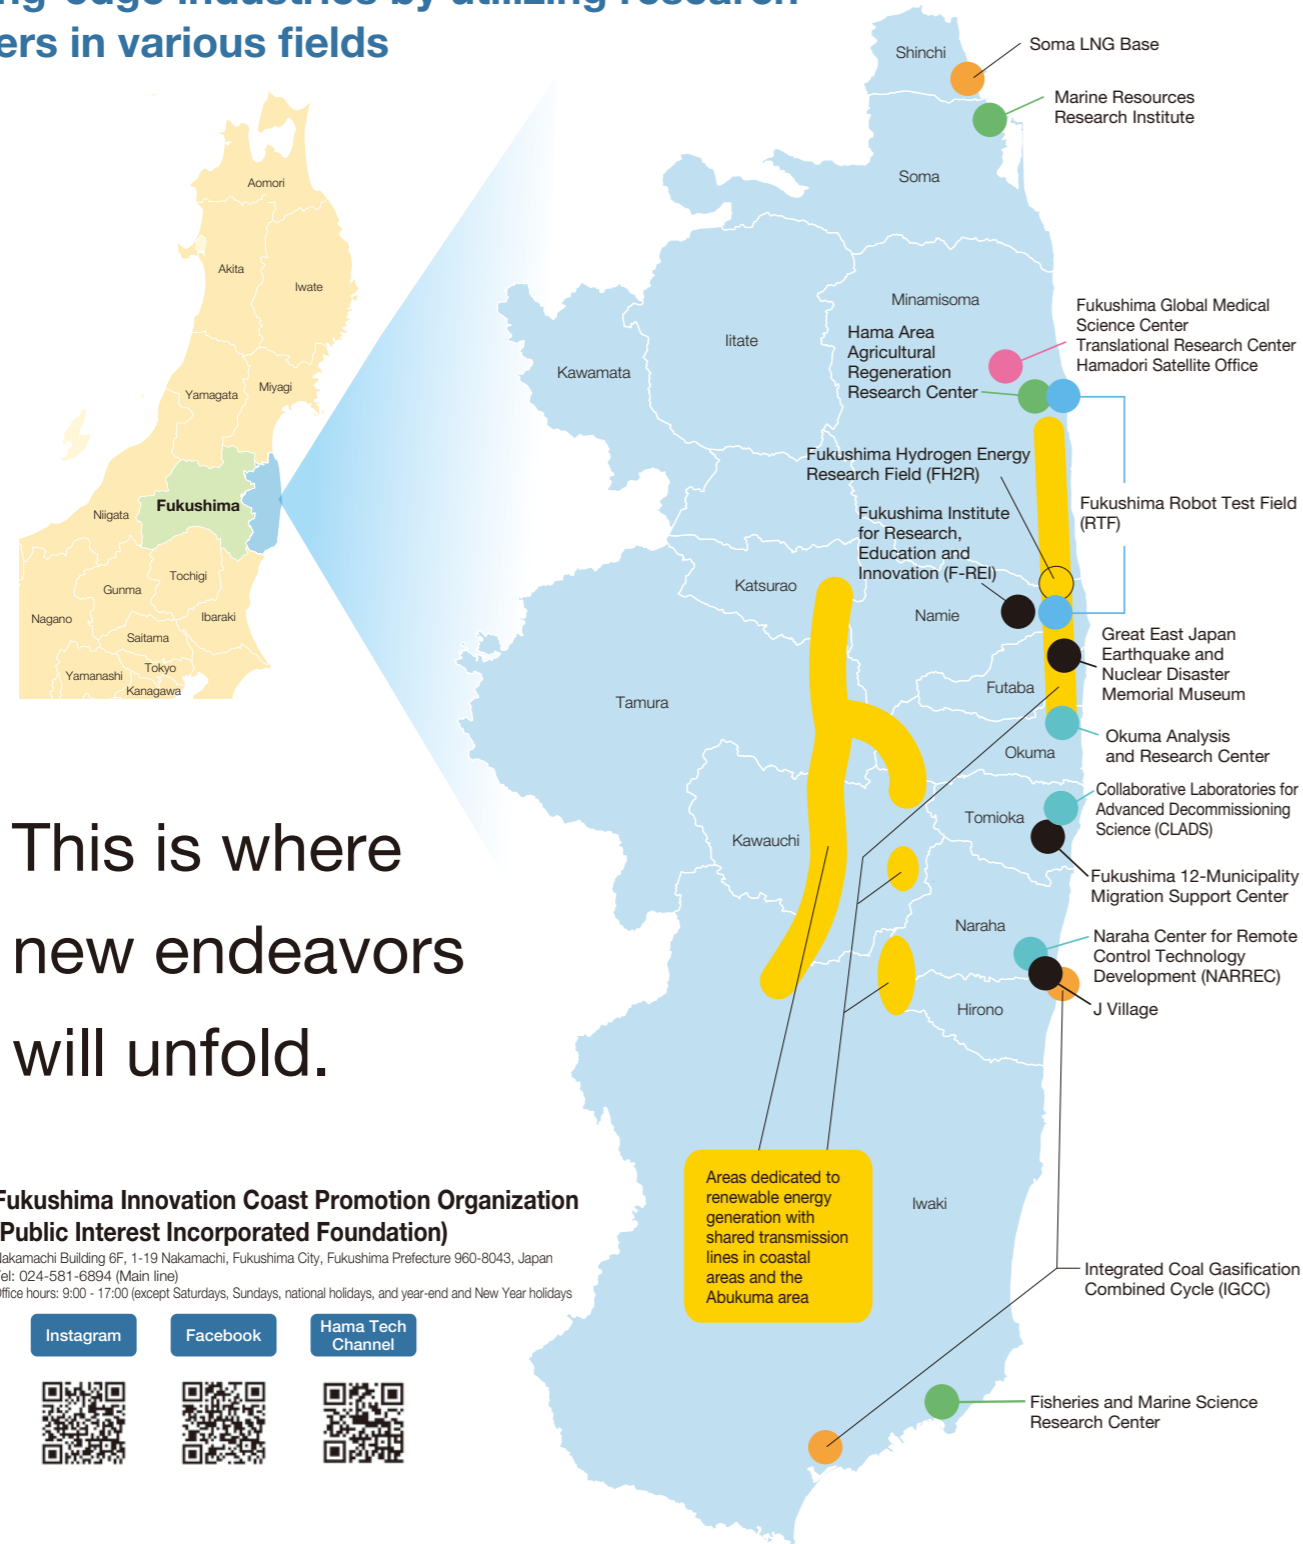 ng-edge industries by utilizing research
ers in various fields
Aomori
Akita
Iwate
Yamagata
Miyagi
Fukushima
Niigata
Tochigi
Gunma
Ibaraki
Nagano
Saitama
Tokyo
Yamanashi
Kanagawa
Shinchi
Soma LNG Base
Marine Resources
Research Institute
Soma
Minamisoma
Iitate
Kawamata
Hama Area
Agricultural
Regeneration
Research Center
Fukushima Global Medical
Science Center
Translational Research Center
Hamadori Satellite Office
Fukushima Hydrogen Energy
Research Field (FH2R)
Fukushima Robot Test Field
(RTF)
Fukushima Institute
for Research,
Education and
Innovation (F-REI)
Katsurao
Namie
Great East Japan
Earthquake and
Nuclear Disaster
Memorial Museum
Futaba
Tamura
Okuma Analysis
and Research Center
Okuma
Collaborative Laboratories for
Advanced Decommissioning
Science (CLADS)
Tomioka
Kawauchi
Fukushima 12-Municipality
Migration Support Center
Naraha
Naraha Center for Remote
Control Technology
Development (NARREC)
Hirono
J Village
This is where
new endeavors
will unfold.
Areas dedicated to
renewable energy
generation with
shared transmission
lines in coastal
areas and the
Abukuma area
Iwaki
Integrated Coal Gasification
Combined Cycle (IGCC)
Fisheries and Marine Science
Research Center
Fukushima Innovation Coast Promotion Organization
Public Interest Incorporated Foundation)
Nakamachi Building 6F, 1-19 Nakamachi, Fukushima City, Fukushima Prefecture 960-8043, Japan
Tel: 024-581-6894 (Main line)
Office hours: 9:00 - 17:00 (except Saturdays, Sundays, national holidays, and year-end and New Year holidays
Instagram
Facebook
Hama Tech
Channel